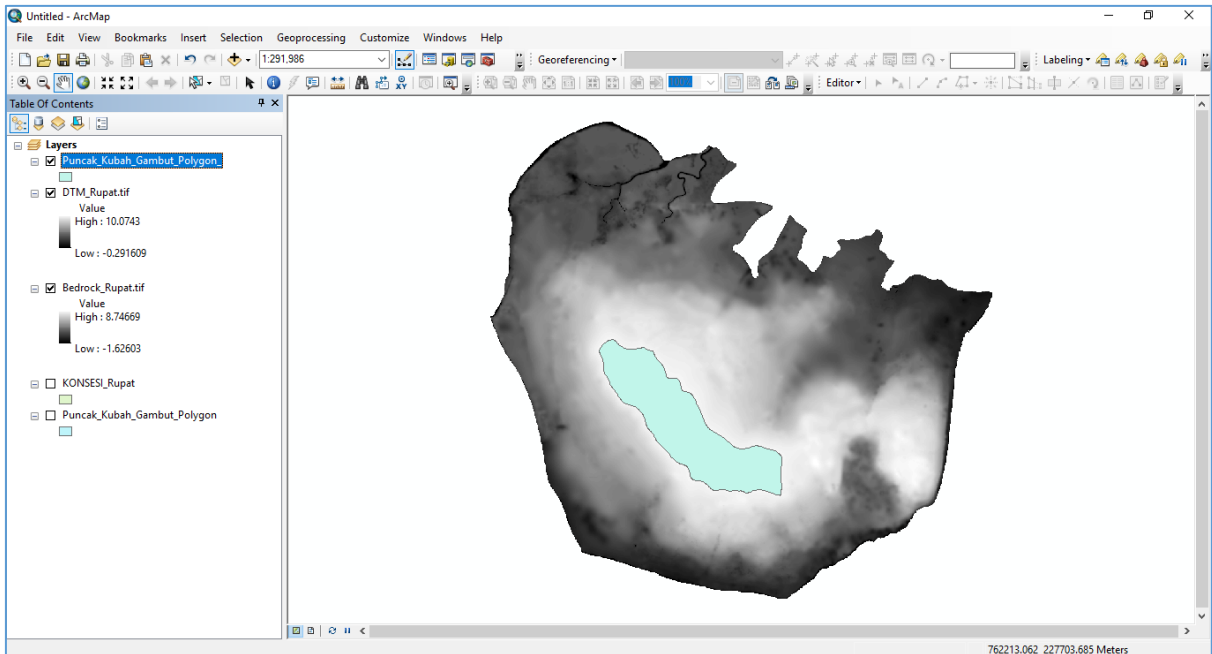 Untitled - ArcMap
File Edit View Bookmarks Insert Selection Geoprocessing Customize Windows Help
1:291,986 Georeferencing Labeling
Editor
Table Of Contents
Layers
Puncak_Kubah_Gambut_Polygon_
DTM_Rupat.tif
Value
High : 10.0743
Low : -0.291609
Bedrock_Rupat.tif
Value
High : 8.74669
Low : -1.62603
KONSESI_Rupat
Puncak_Kubah_Gambut_Polygon
762213.062 227703.685 Meters